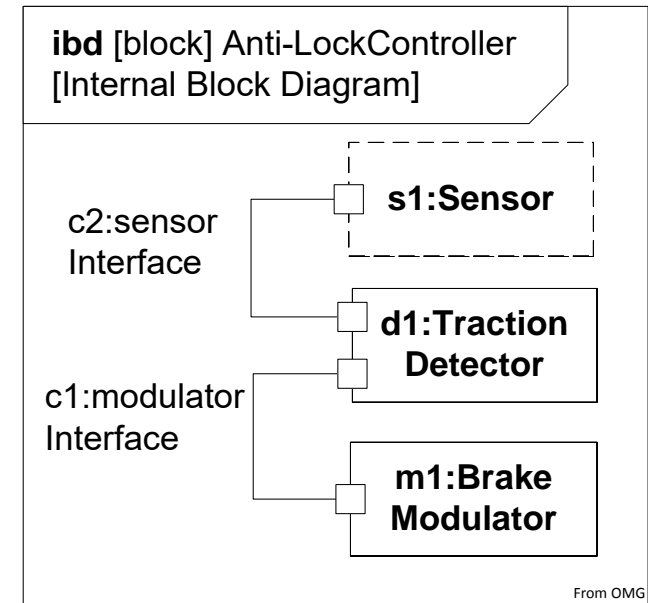 ibd [block] Anti-LockController
[Internal Block Diagram]
s1:Sensor
c2:sensor
Interface
d1:Traction
Detector
c1:modulator
Interface
m1:Brake
Modulator
From OMG